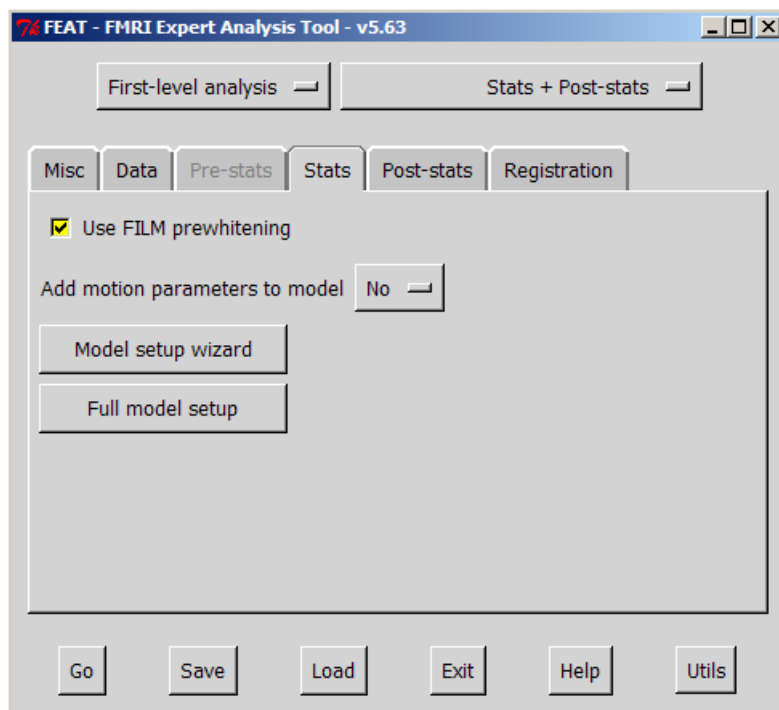 FEAT - FMRI Expert Analysis Tool - v5.63
First-level analysis Stats + Post-stats
Misc Data Pre-stats Stats Post-stats Registration
Use FILM prewhitening
Add motion parameters to model No
Model setup wizard
Full model setup
Go Save Load Exit Help Utils